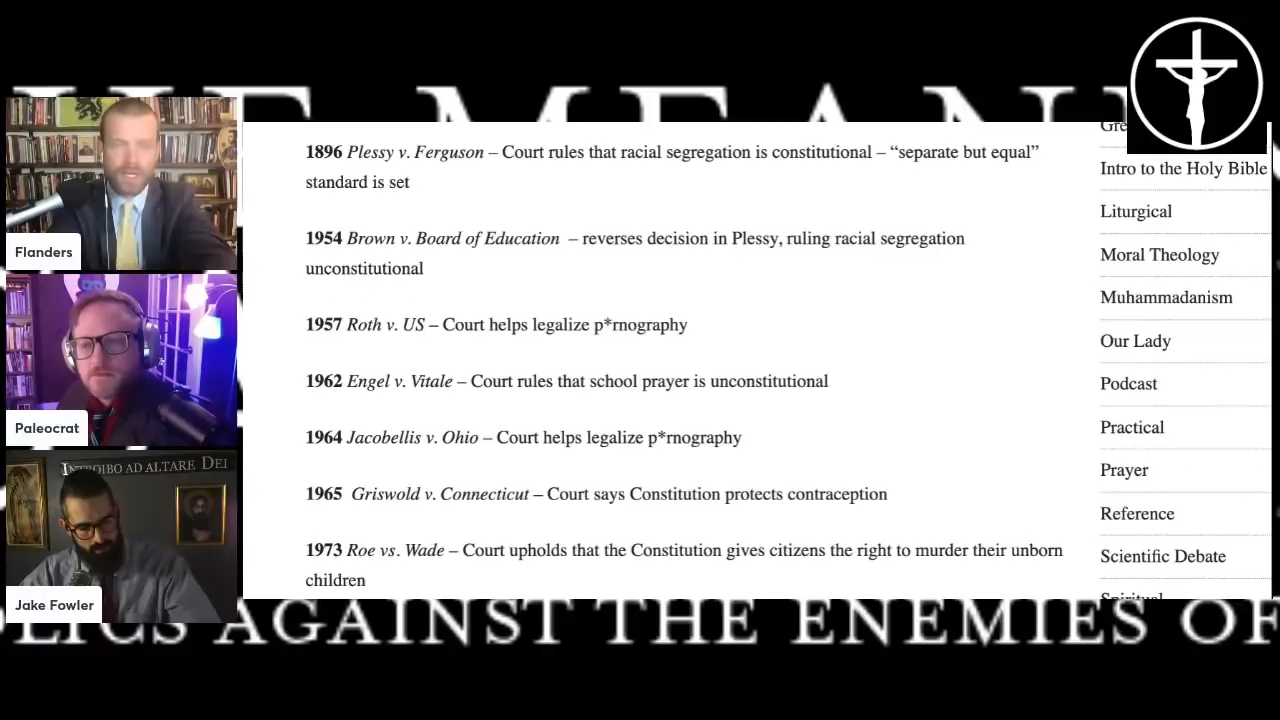 HE MEAN
1896 Plessy v. Ferguson – Court rules that racial segregation is constitutional – “separate but equal”
standard is set
1954 Brown v. Board of Education  – reverses decision in Plessy, ruling racial segregation
unconstitutional
1957 Roth v. US – Court helps legalize p*rnography
1962 Engel v. Vitale – Court rules that school prayer is unconstitutional
1964 Jacobellis v. Ohio – Court helps legalize p*rnography
1965  Griswold v. Connecticut – Court says Constitution protects contraception
1973 Roe vs. Wade – Court upholds that the Constitution gives citizens the right to murder their unborn
children
Gre
Intro to the Holy Bible
Liturgical
Moral Theology
Muhammadanism
Our Lady
Podcast
Practical
Prayer
Reference
Scientific Debate
Spiritual
Flanders
Paleocrat
INTROIBO AD ALTARE DEI
Jake Fowler
OLICS AGAINST THE ENEMIES OF